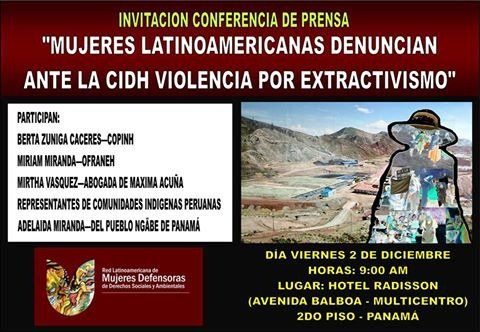 INVITACION CONFERENCIA DE PRENSA
"MUJERES LATINOAMERICANAS DENUNCIAN
ANTE LA CIDH VIOLENCIA POR EXTRACTIVISMO"
PARTICIPAN:
BERTA ZUNIGA CACERES—COPINH
MIRIAM MIRANDA—OFRANEH
MIRTHA VASQUEZ—ABOGADA DE MAXIMA ACUÑA
REPRESENTANTES DE COMUNIDADES INDIGENAS PERUANAS
ADELAIDA MIRANDA—DEL PUEBLO NGÂBE DE PANAMÁ
Red Latinoamericana de
Mujeres Defensoras
de Derechos Sociales y Ambientales
DÍA VIERNES 2 DE DICIEMBRE
HORAS: 9:00 AM
LUGAR: HOTEL RADISSON
(AVENIDA BALBOA - MULTICENTRO)
2DO PISO - PANAMÁ